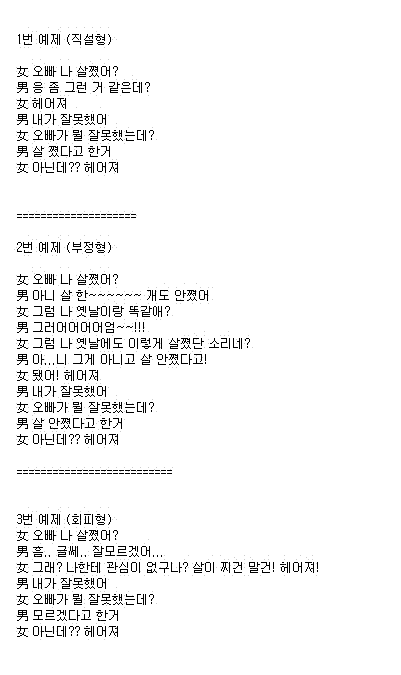 1번 예제 (직설형)
女 오빠 나 살쪘어?
男 응 좀 그런 거 같은데?
女 헤어져
男 내가 잘못했어
女 오빠가 뭘 잘못했는데?
男 살 쪘다고 한거
女 아닌데?? 헤어져
====================
2번 예제 (부정형)
女 오빠 나 살쪘어?
男 아니 살 한~~~~~~ 개도 안쪘어
女 그럼 나 옛날이랑 똑같애?
男 그러어어어어엄~~!!!
女 그럼 나 옛날에도 이렇게 살쪘단 소리네?
男 아...니 그게 아니고 살 안쪘다고!
女 됐어! 헤어져
男 내가 잘못했어
女 오빠가 뭘 잘못했는데?
男 살 안쪘다고 한거
女 아닌데?? 헤어져
==========================
3번 예제 (회피형)
女 오빠 나 살쪘어?
男 흠.. 글쎄.. 잘모르겠어...
女 그래? 나한테 관심이 없구나? 살이 찌건 말건! 헤어져!
男 내가 잘못했어
女 오빠가 뭘 잘못했는데?
男 모르겠다고 한거
女 아닌데?? 헤어져